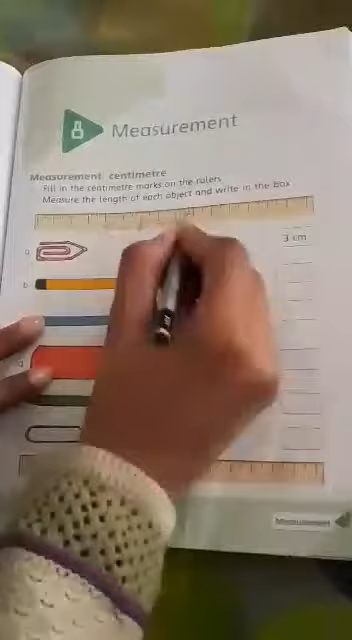 8 Measurement
Measurement centimetre
Fill in the centimetre marks on the rulers
Measure the length of each object and write in the box
a
3 cm
b
d
Measurement